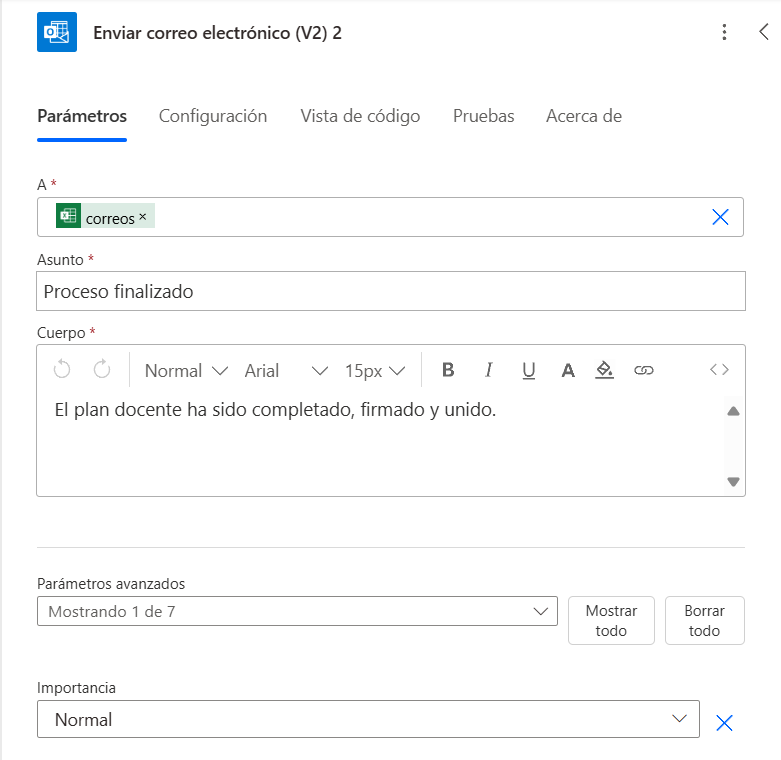 Enviar correo electrónico (V2) 2
Parámetros Configuración Vista de código Pruebas Acerca de
A *
correos ×
Asunto *
Proceso finalizado
Cuerpo *
Normal Arial 15px B I U A <>
El plan docente ha sido completado, firmado y unido.
Parámetros avanzados
Mostrando 1 de 7
Mostrar
todo
Borrar
todo
Importancia
Normal